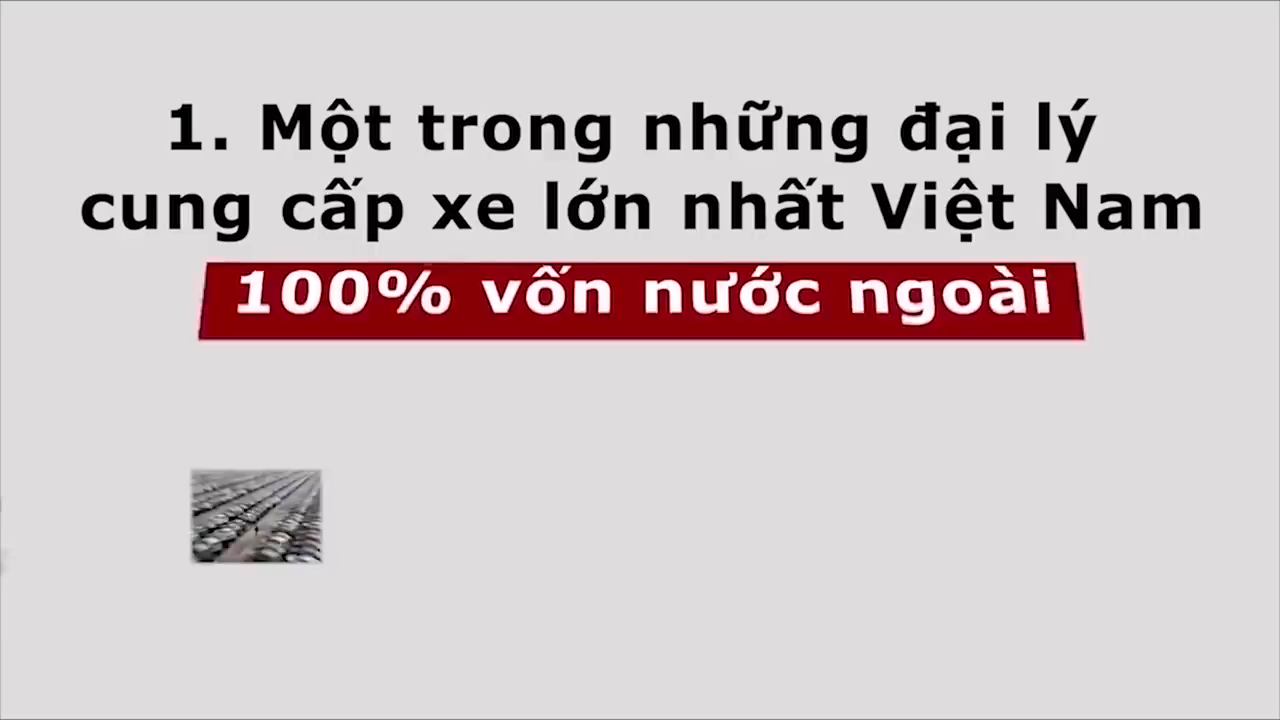 1. Một trong những đại lý
cung cấp xe lớn nhất Việt Nam
100% vốn nước ngoài